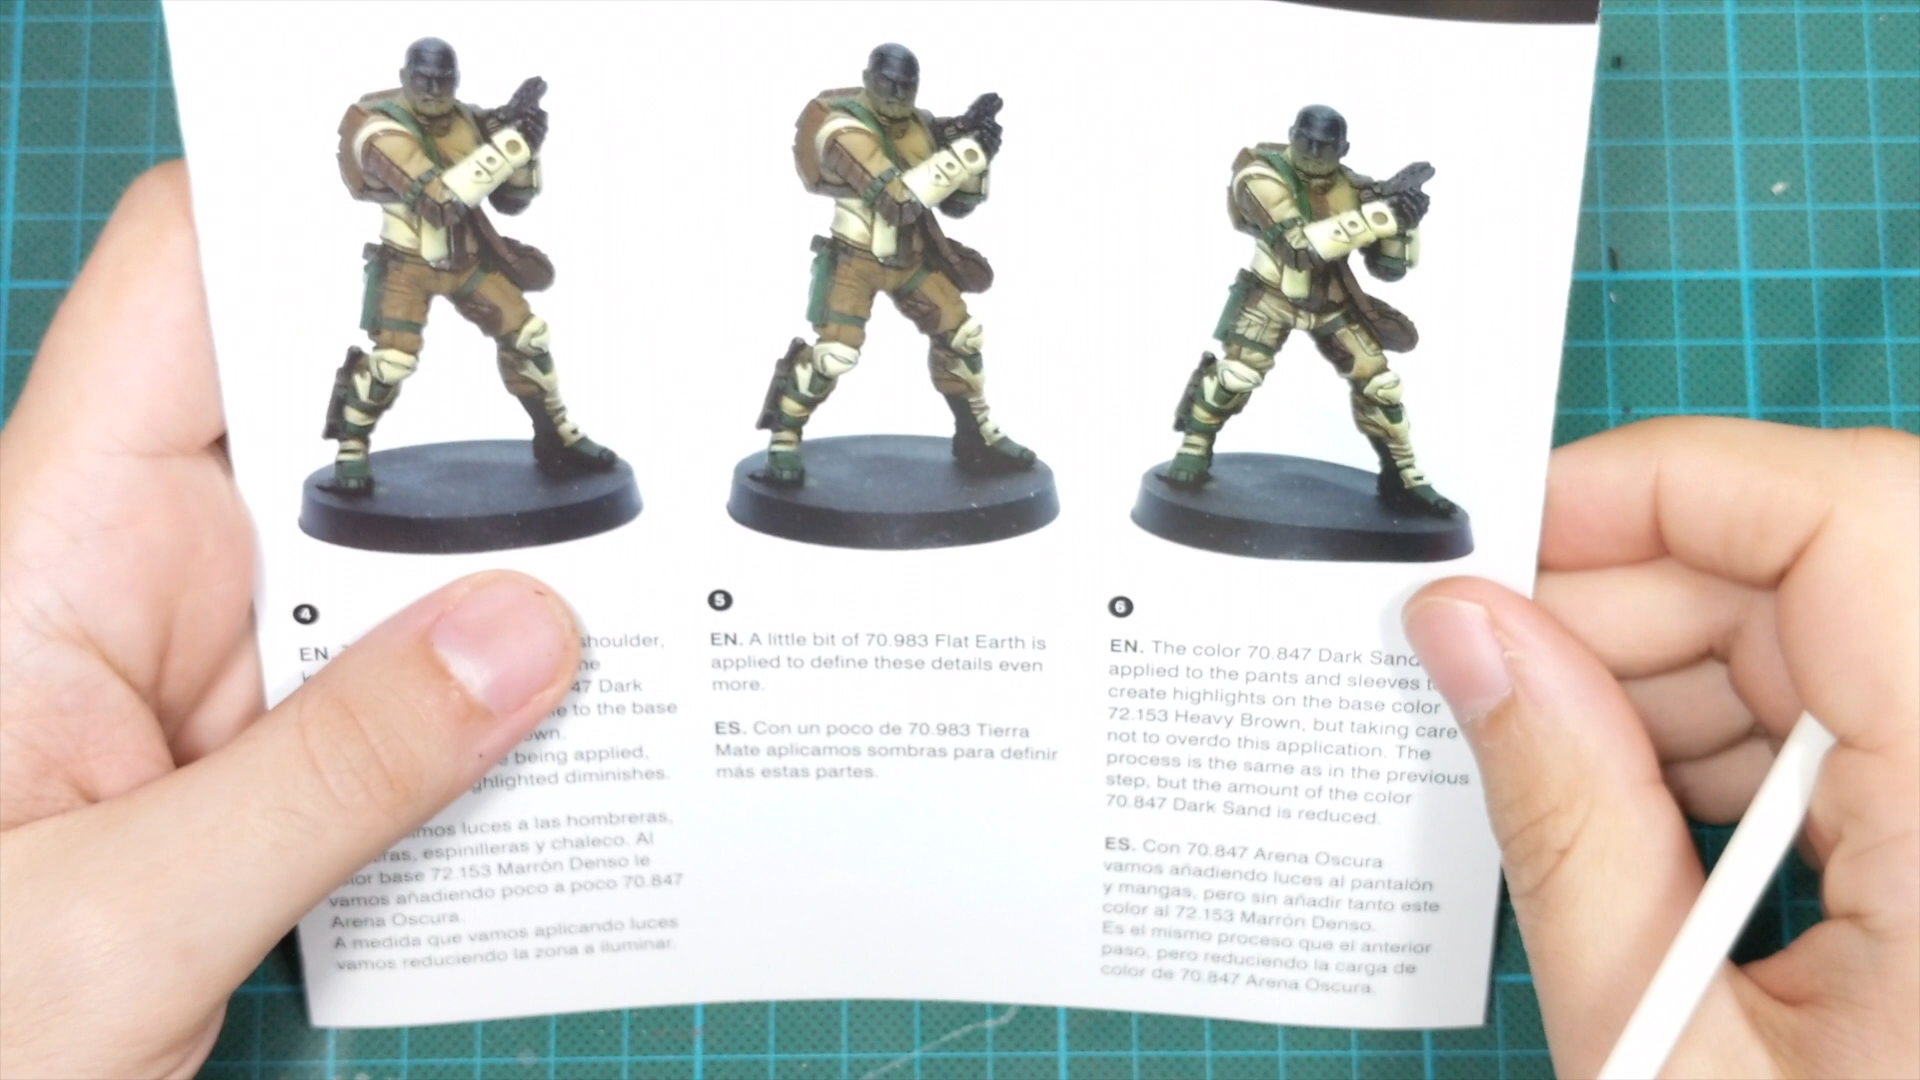 4
EN. shoulder,
47 Dark
to the base
being applied,
diminishes.
luces a las hombreras,
espinilleras y chaleco. Al
base 72.153 Marrón Denso le
vamos añadiendo poco a poco 70.847
Arena Oscura.
A medida que vamos aplicando luces
vamos reduciendo la zona a iluminar.
5
EN. A little bit of 70.983 Flat Earth is
applied to define these details even
more.
ES. Con un poco de 70.983 Tierra
Mate aplicamos sombras para definir
más estas partes.
6
EN. The color 70.847 Dark Sand
applied to the pants and sleeves
create highlights on the base color
72.153 Heavy Brown, but taking care
not to overdo this application. The
process is the same as in the previous
step, but the amount of the color
70.847 Dark Sand is reduced.
ES. Con 70.847 Arena Oscura
vamos añadiendo luces al pantalón
y mangas, pero sin añadir tanto este
color al 72.153 Marrón Denso.
Es el mismo proceso que el anterior
paso, pero reduciendo la carga de
color de 70.847 Arena Oscura.